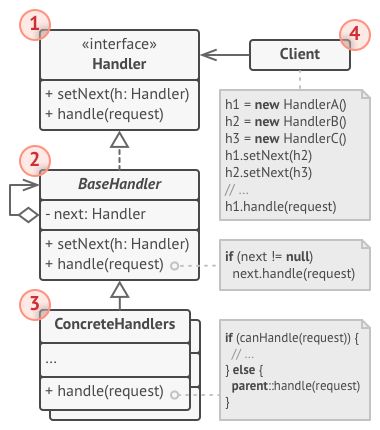 1
«interface»
Handler
+ setNext(h: Handler)
+ handle(request)
4
Client
h1 = new HandlerA()
h2 = new HandlerB()
h3 = new HandlerC()
h1.setNext(h2)
h2.setNext(h3)
// ...
h1.handle(request)
2
BaseHandler
- next: Handler
+ setNext(h: Handler)
+ handle(request)
if (next != null)
next.handle(request)
3
ConcreteHandlers
...
+ handle(request)
if (canHandle(request)) {
// ...
} else {
parent::handle(request)
}